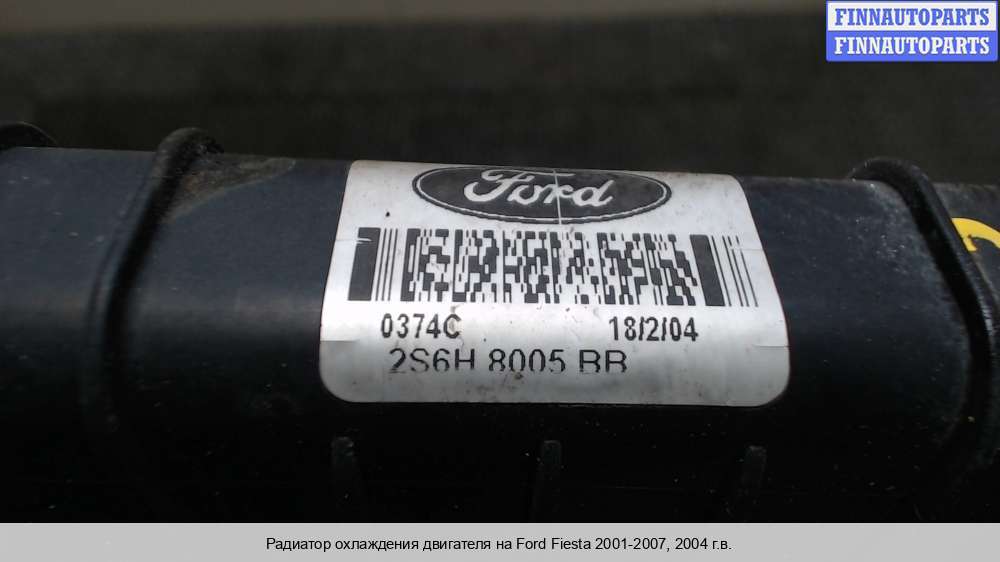 FINNAUTOPARTS
FINNAUTOPARTS
Ford
0374C 18/2/04
2S6H 8005 BB
Радиатор охлаждения двигателя на Ford Fiesta 2001-2007, 2004 г.в.